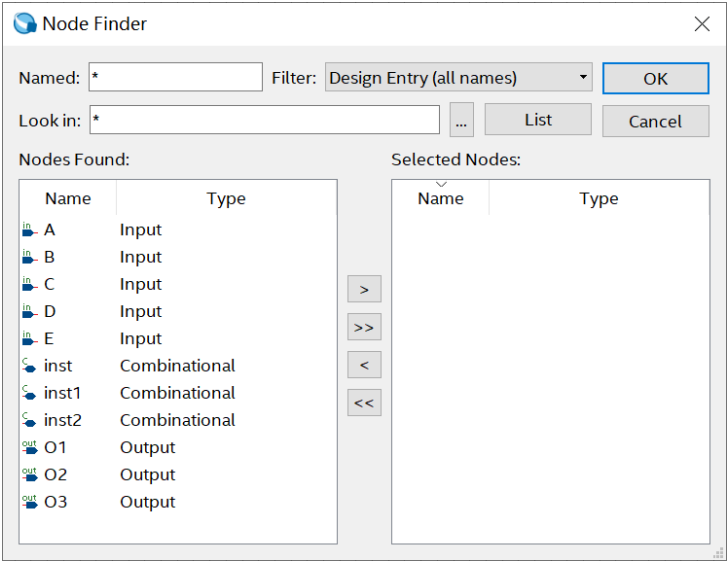 Node Finder
Named: * Filter: Design Entry (all names) OK
Look in: * ... List Cancel
Nodes Found: Selected Nodes:
Name Type Name Type
in A Input
in B Input
in C Input
in D Input
in E Input
C inst Combinational
C inst1 Combinational
C inst2 Combinational
out O1 Output
out O2 Output
out O3 Output
>
>>
<
<<